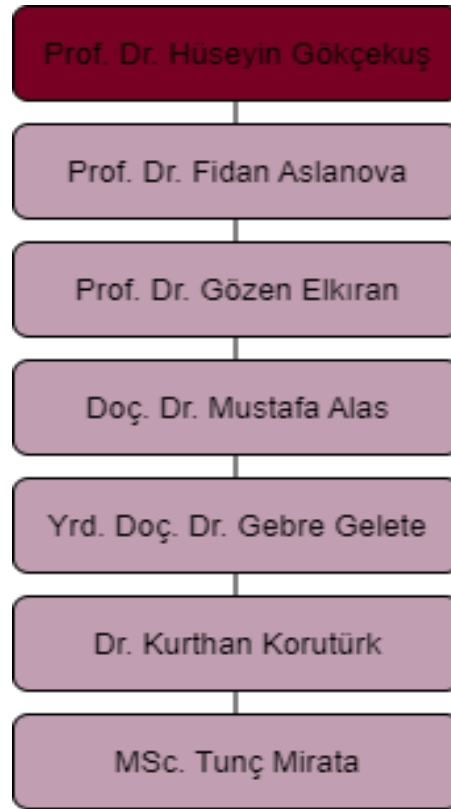 Prof. Dr. Hüseyin Gökçekuş
Prof. Dr. Fidan Aslanova
Prof. Dr. Gözen Elkıran
Doç. Dr. Mustafa Alas
Yrd. Doç. Dr. Gebre Gelete
Dr. Kurthan Korutürk
MSc. Tunç Mirata